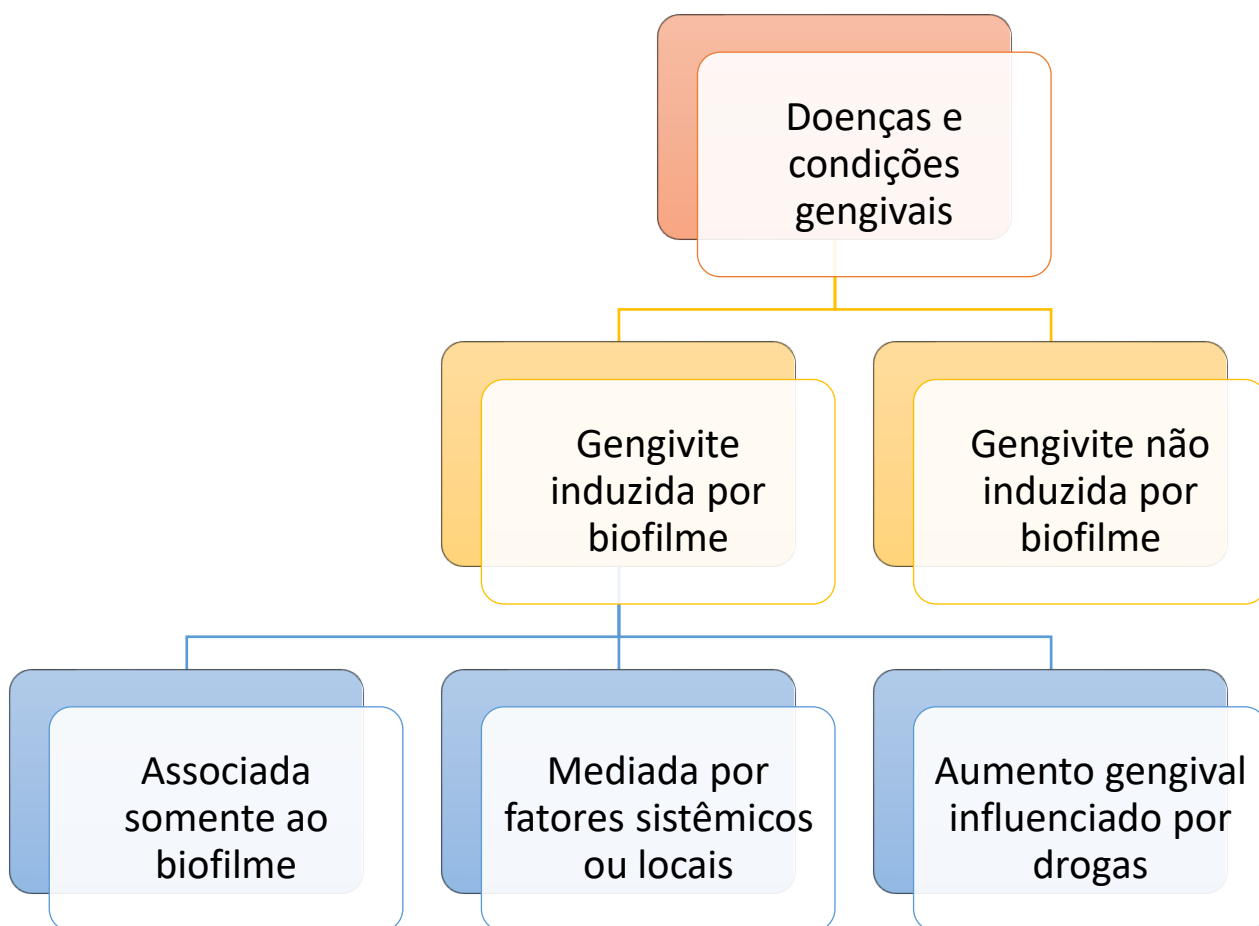 Doenças e
condições
gengivais
Gengivite
induzida por
biofilme
Gengivite não
induzida por
biofilme
Associada
somente ao
biofilme
Mediada por
fatores sistêmicos
ou locais
Aumento gengival
influenciado por
drogas